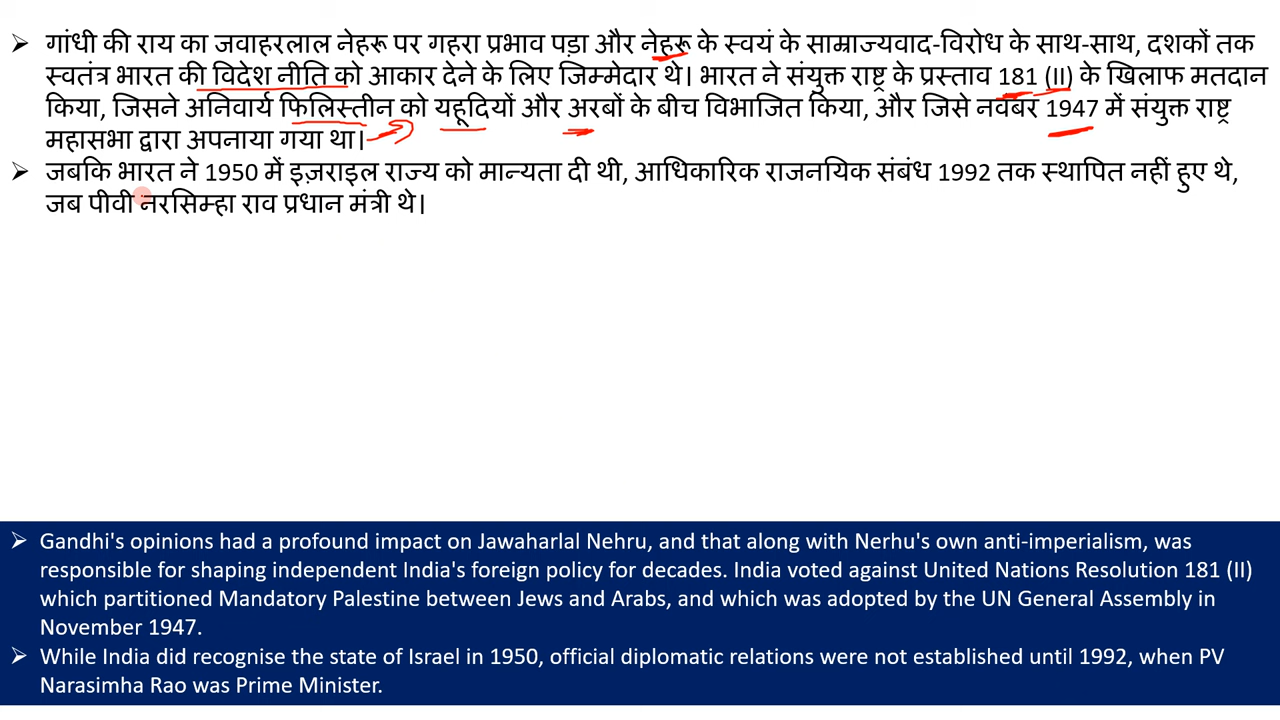 ➢ गांधी की राय का जवाहरलाल नेहरू पर गहरा प्रभाव पड़ा और नेहरू के स्वयं के साम्राज्यवाद-विरोध के साथ-साथ, दशकों तक
स्वतंत्र भारत की विदेश नीति को आकार देने के लिए जिम्मेदार थे। भारत ने संयुक्त राष्ट्र के प्रस्ताव 181 (II) के खिलाफ मतदान
किया, जिसने अनिवार्य फिलिस्तीन को यहूदियों और अरबों के बीच विभाजित किया, और जिसे नवंबर 1947 में संयुक्त राष्ट्र
महासभा द्वारा अपनाया गया था।
➢ जबकि भारत ने 1950 में इज़राइल राज्य को मान्यता दी थी, आधिकारिक राजनयिक संबंध 1992 तक स्थापित नहीं हुए थे,
जब पीवी नरसिम्हा राव प्रधान मंत्री थे।
➢ Gandhi's opinions had a profound impact on Jawaharlal Nehru, and that along with Nerhu's own anti-imperialism, was
responsible for shaping independent India's foreign policy for decades. India voted against United Nations Resolution 181 (II)
which partitioned Mandatory Palestine between Jews and Arabs, and which was adopted by the UN General Assembly in
November 1947.
➢ While India did recognise the state of Israel in 1950, official diplomatic relations were not established until 1992, when PV
Narasimha Rao was Prime Minister.